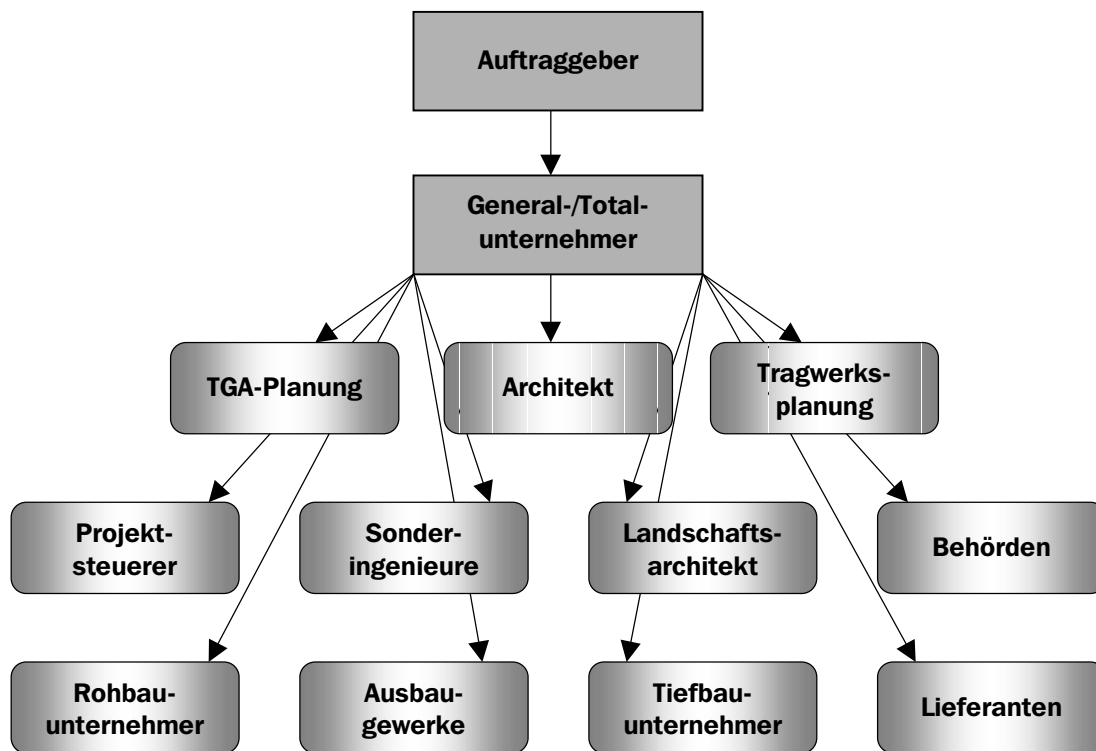 Auftraggeber
General-/Total-
unternehmer
TGA-Planung
Architekt
Tragwerks-
planung
Projekt-
steuerer
Sonder-
ingenieure
Landschafts-
architekt
Behörden
Rohbau-
unternehmer
Ausbau-
gewerke
Tiefbau-
unternehmer
Lieferanten